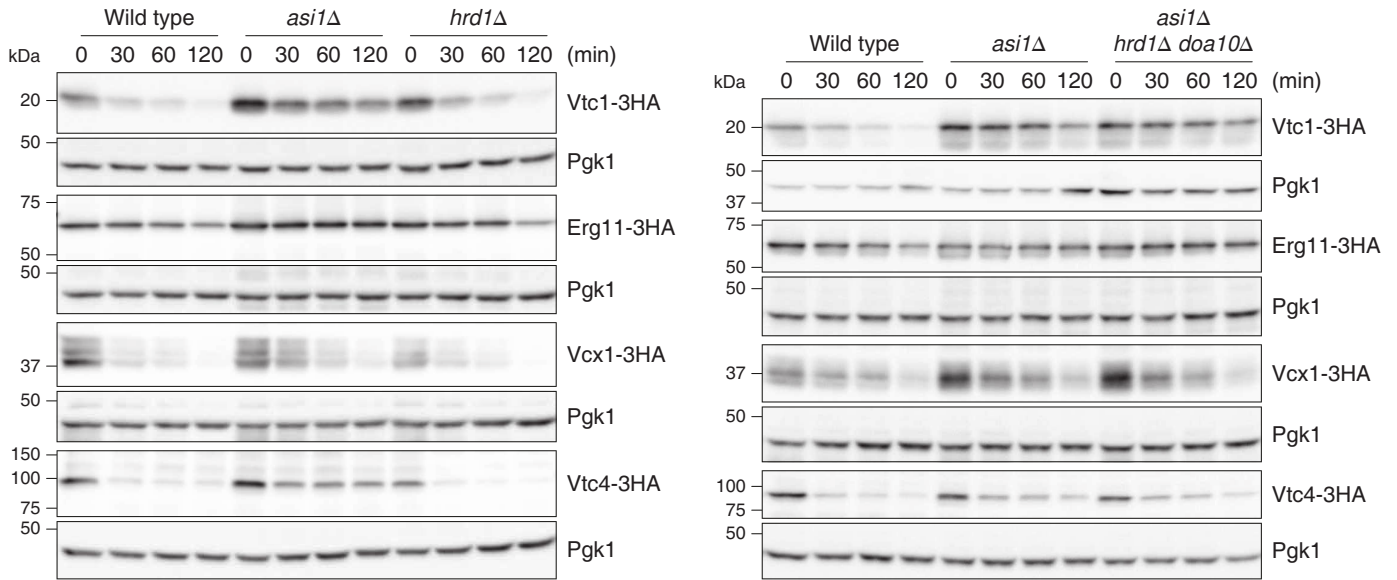 Wild type asi1Δ hrd1Δ
kDa 0 30 60 120 0 30 60 120 0 30 60 120 (min)
20 Vtc1-3HA
50 Pgk1
75 Erg11-3HA
50
50 Pgk1
37 Vcx1-3HA
50 Pgk1
150
100 Vtc4-3HA
75
50 Pgk1
asi1Δ
Wild type asi1Δ hrd1Δ doa10Δ
kDa 0 30 60 120 0 30 60 120 0 30 60 120 (min)
20 Vtc1-3HA
50 Pgk1
37
75 Erg11-3HA
50
50 Pgk1
37 Vcx1-3HA
50 Pgk1
100 Vtc4-3HA
75
50 Pgk1